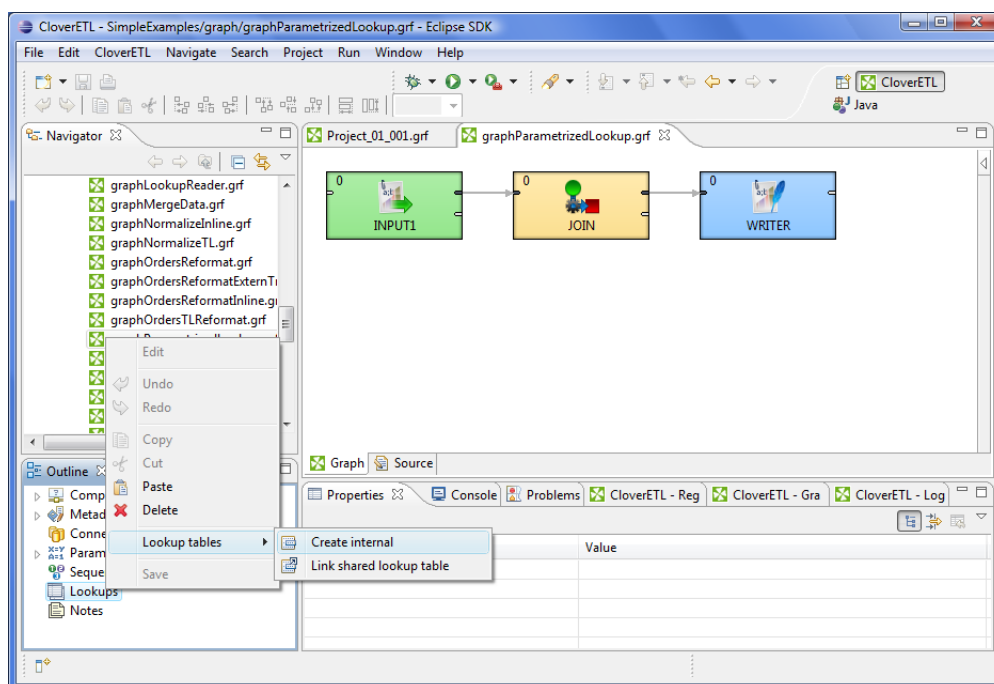 CloverETL - SimpleExamples/graph/graphParametrizedLookup.grf - Eclipse SDK
File Edit CloverETL Navigate Search Project Run Window Help
CloverETL
Java
Navigator
Project_01_001.grf graphParametrizedLookup.grf
graphLookupReader.grf
graphMergeData.grf
graphNormalizeInline.grf
graphNormalizeTL.grf
graphOrdersReformat.grf
graphOrdersReformatExternTr
graphOrdersReformatInline.gr
graphOrdersTLReformat.grf
0 0 0
INPUT1 JOIN WRITER
Edit
Undo
Redo
Copy
Cut
Paste
Delete
Lookup tables
Save
Create internal
Link shared lookup table
Graph Source
Outline
Comp
Metad
Conne
Param
Seque
Lookups
Notes
Properties Console Problems CloverETL - Reg CloverETL - Gra CloverETL - Log
Value